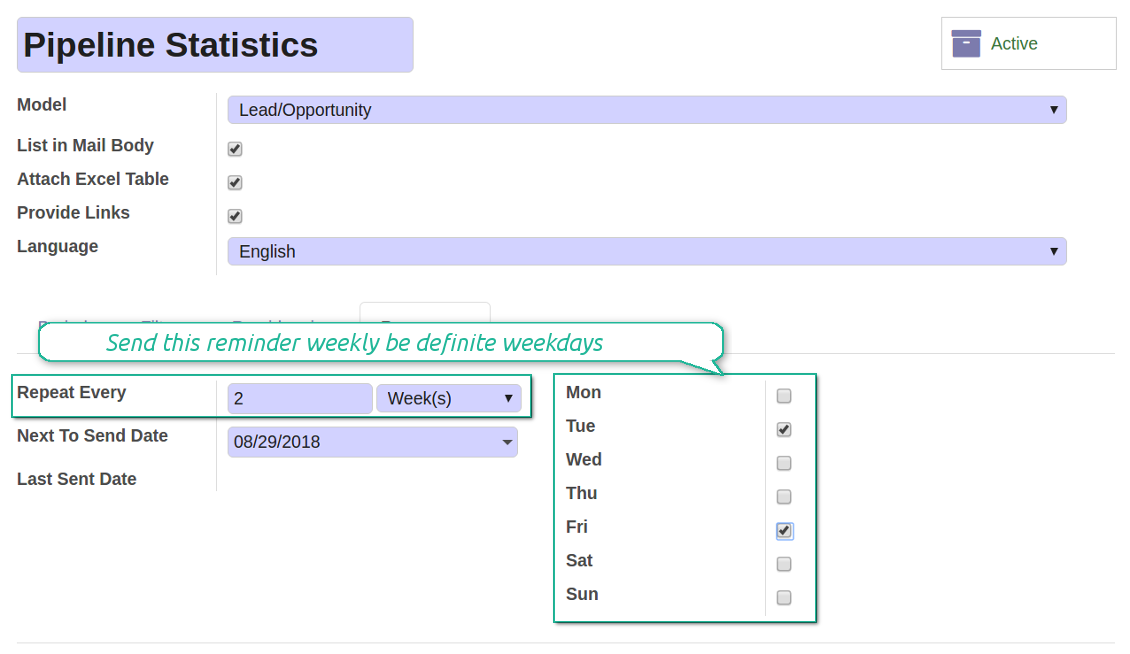 Pipeline Statistics
Active
Model
Lead/Opportunity
List in Mail Body
Attach Excel Table
Provide Links
Language
English
Send this reminder weekly be definite weekdays
Repeat Every
2
Week(s)
Next To Send Date
08/29/2018
Last Sent Date
Mon
Tue
Wed
Thu
Fri
Sat
Sun